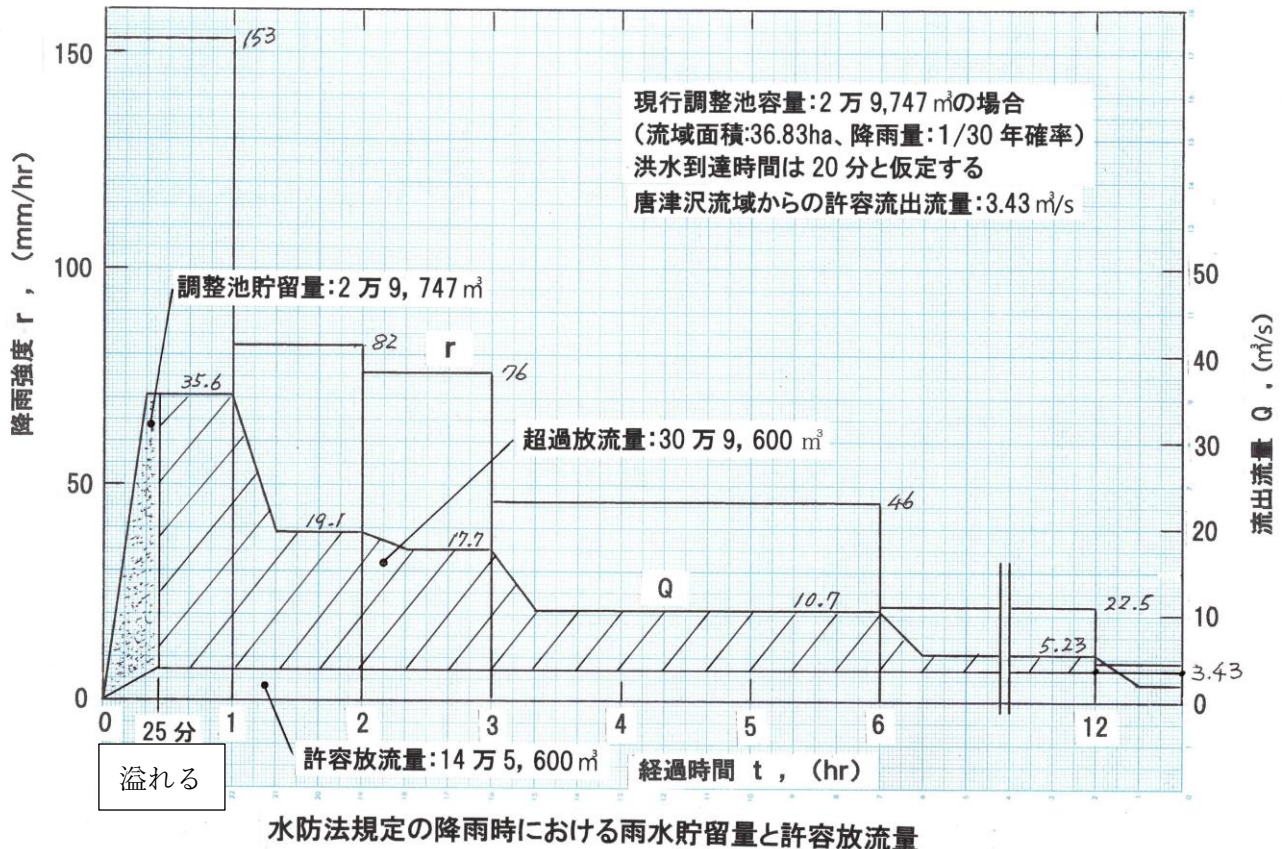 153
150
現行調整池容量:2万9,747㎥の場合
(流域面積:36.83ha、降雨量:1/30年確率)
洪水到達時間は20分と仮定する
唐津沢流域からの許容流出流量:3.43㎥/s
降雨強度 r , (mm/hr)
100
50
調整池貯留量:2万9, 747㎥
82
r
76
50
40
35.6
超過放流量:30万9, 600㎥
30
流出流量 Q , (㎥/s)
46
19.1
20
17.7
Q
10.7
22.5
10
5.23
3.43
0
0
0
1
2
3
4
5
6
12
25分
溢れる
許容放流量:14万5, 600㎥
経過時間 t , (hr)
水防法規定の降雨時における雨水貯留量と許容放流量